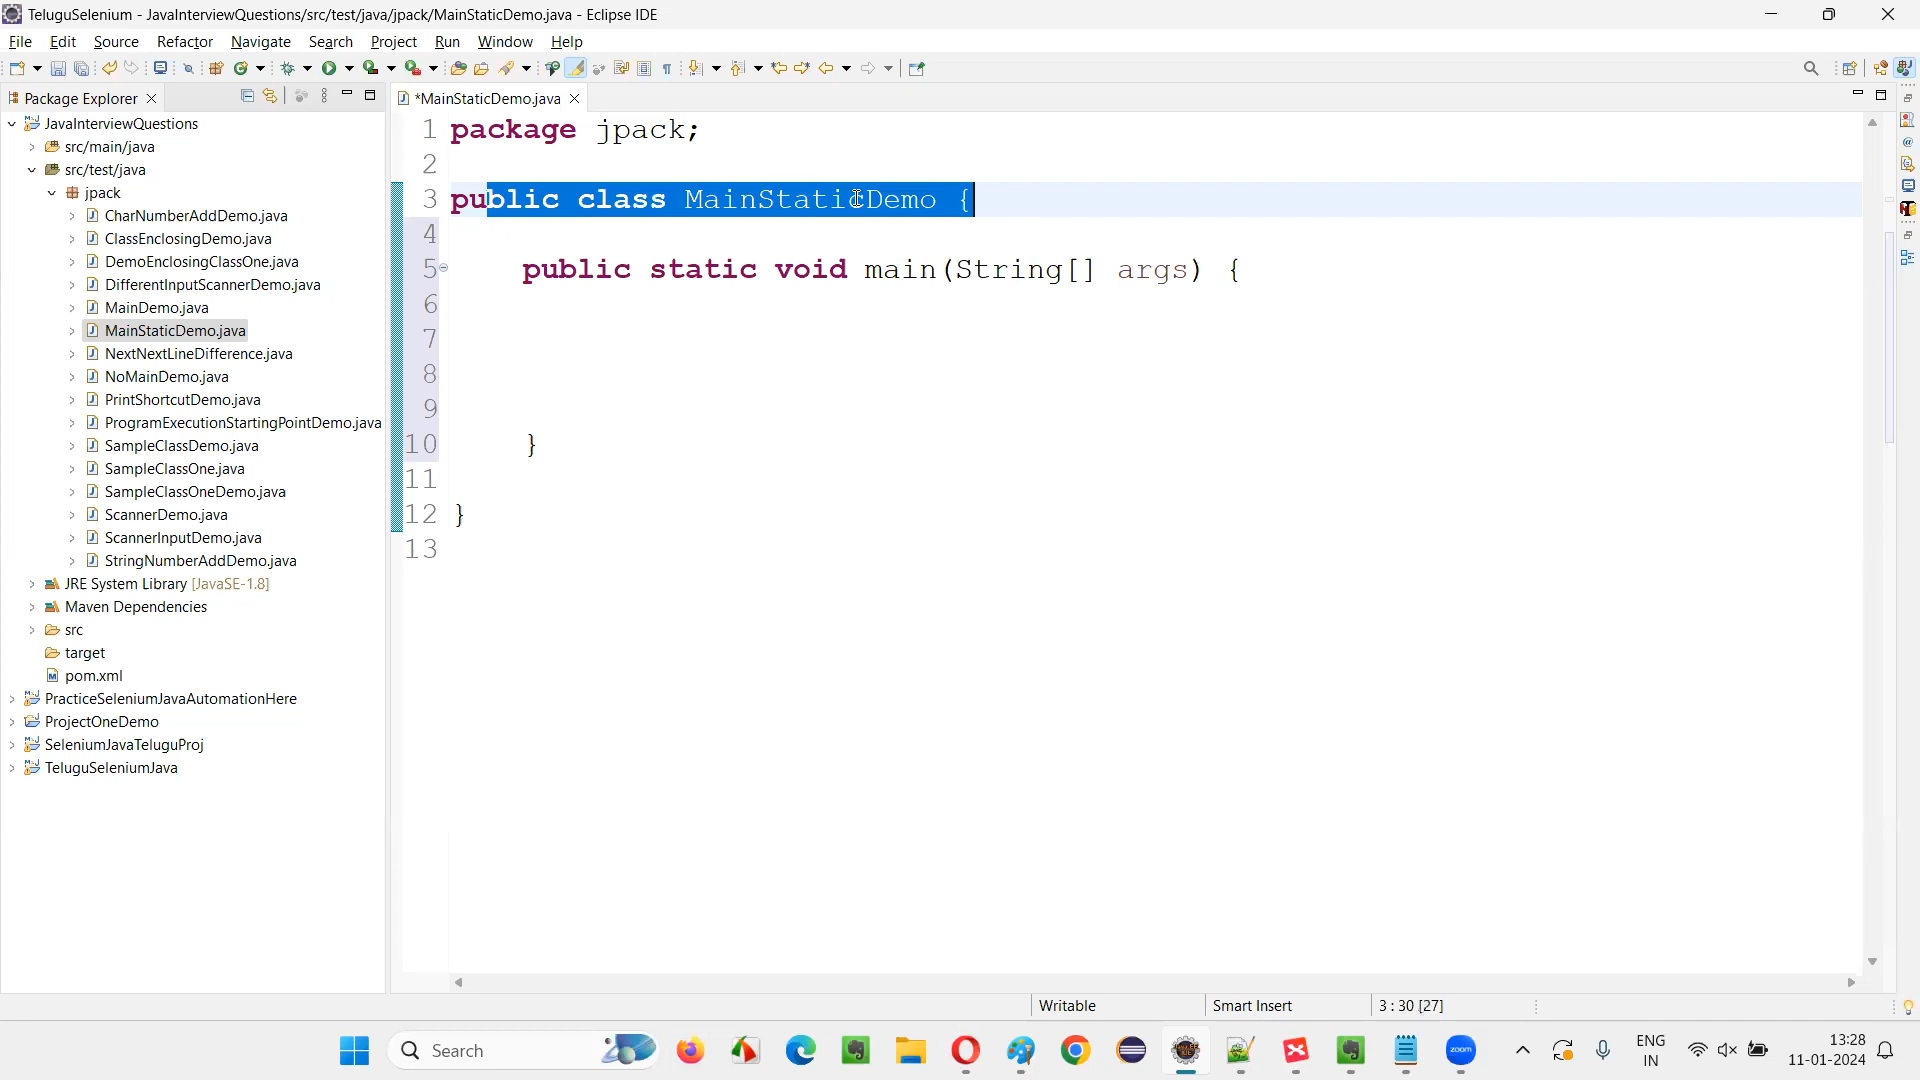 TeluguSelenium - JavaInterviewQuestions/src/test/java/jpack/MainStaticDemo.java - Eclipse IDE
File Edit Source Refactor Navigate Search Project Run Window Help
Package Explorer
*MainStaticDemo.java
JavaInterviewQuestions
src/main/java
src/test/java
jpack
CharNumberAddDemo.java
ClassEnclosingDemo.java
DemoEnclosingClassOne.java
DifferentInputScannerDemo.java
MainDemo.java
MainStaticDemo.java
NextNextLineDifference.java
NoMainDemo.java
PrintShortcutDemo.java
ProgramExecutionStartingPointDemo.java
SampleClassDemo.java
SampleClassOne.java
SampleClassOneDemo.java
ScannerDemo.java
ScannerInputDemo.java
StringNumberAddDemo.java
JRE System Library [JavaSE-1.8]
Maven Dependencies
src
target
pom.xml
PracticeSeleniumJavaAutomationHere
ProjectOneDemo
SeleniumJavaTeluguProj
TeluguSeleniumJava
1 package jpack;
2
3 public class MainStaticDemo {
4
5 public static void main(String[] args) {
6
7
8
9
10 }
11
12 }
13
Writable Smart Insert 3 : 30 [27]
Search
zoom
ENG
IN
13:28
11-01-2024